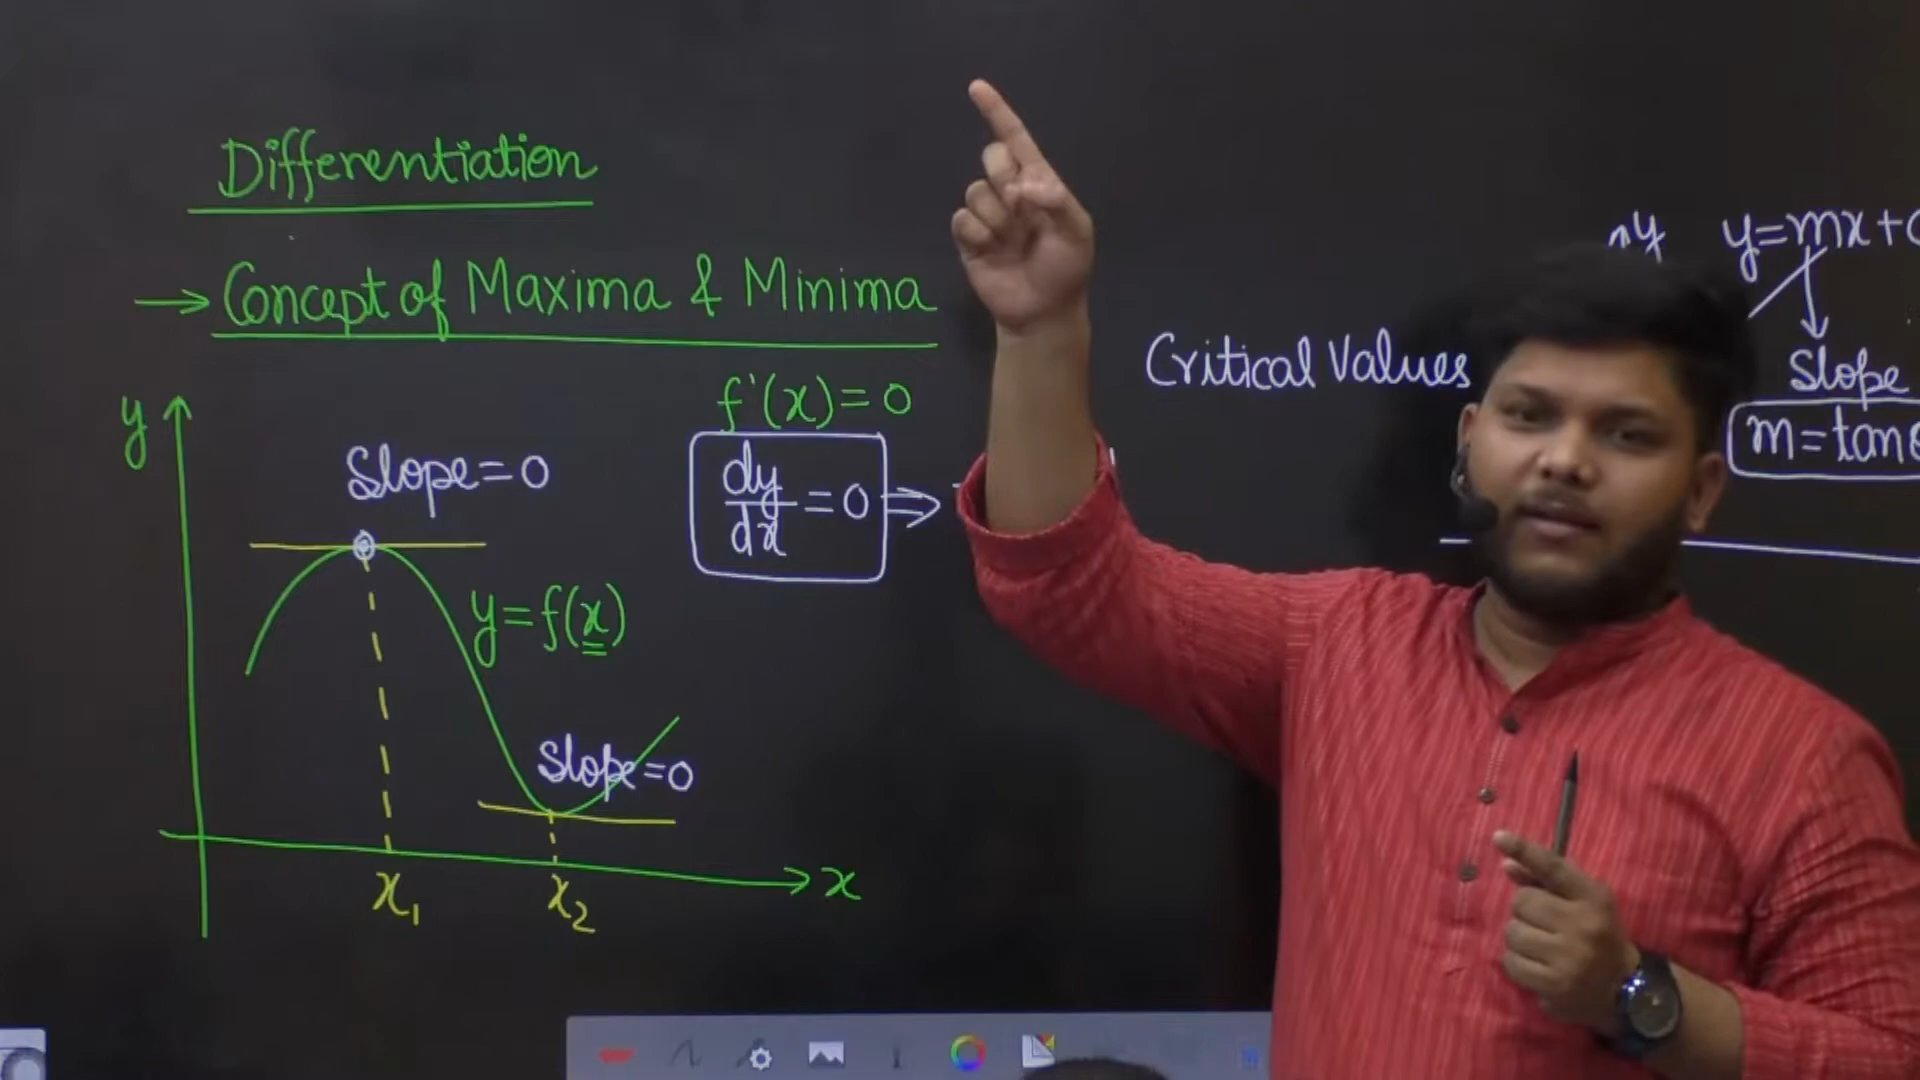 Differentiation
→ Concept of Maxima & Minima
f'(x)=0
dy/dx = 0 ⇒
Slope=0
y
y=f(x)
Slope=0
x₁
x₂
x
Critical Values
y
y=mx+
Slope
m=tan